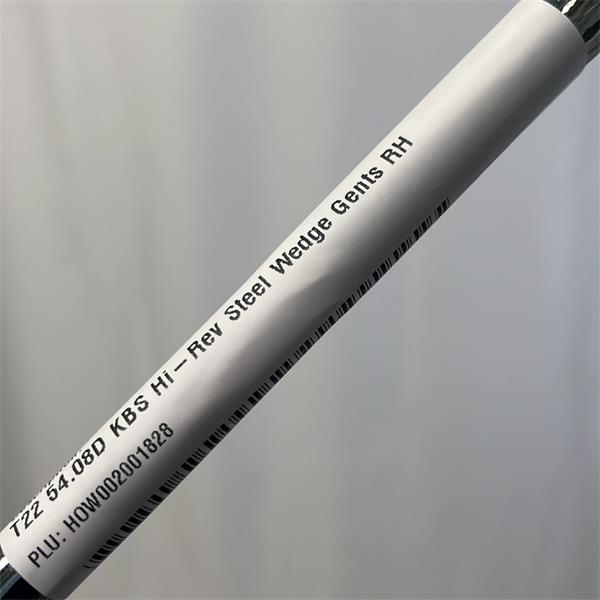 T22 54.08D KBS Hi-Rev Steel Wedge Gents RH
PLU: HOW002001828